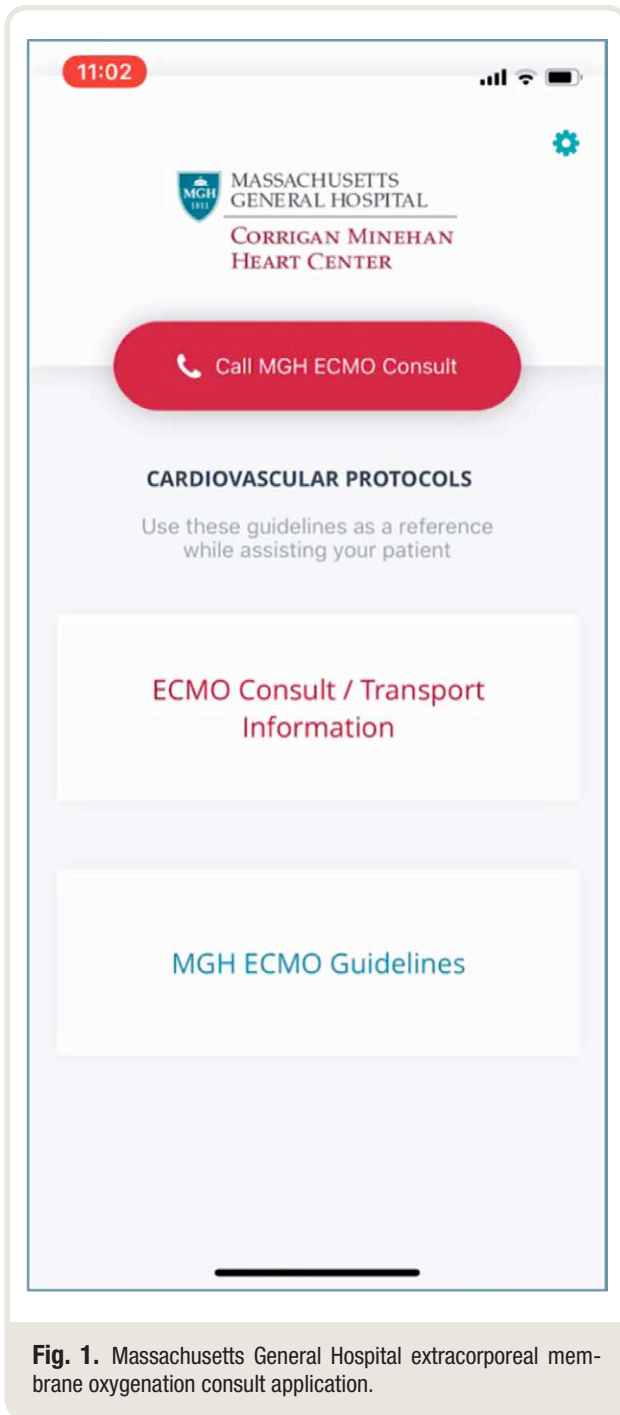 11:02
MGH
1811
MASSACHUSETTS
GENERAL HOSPITAL
CORRIGAN MINEHAN
HEART CENTER
Call MGH ECMO Consult
CARDIOVASCULAR PROTOCOLS
Use these guidelines as a reference
while assisting your patient
ECMO Consult / Transport
Information
MGH ECMO Guidelines
Fig. 1. Massachusetts General Hospital extracorporeal mem-
brane oxygenation consult application.